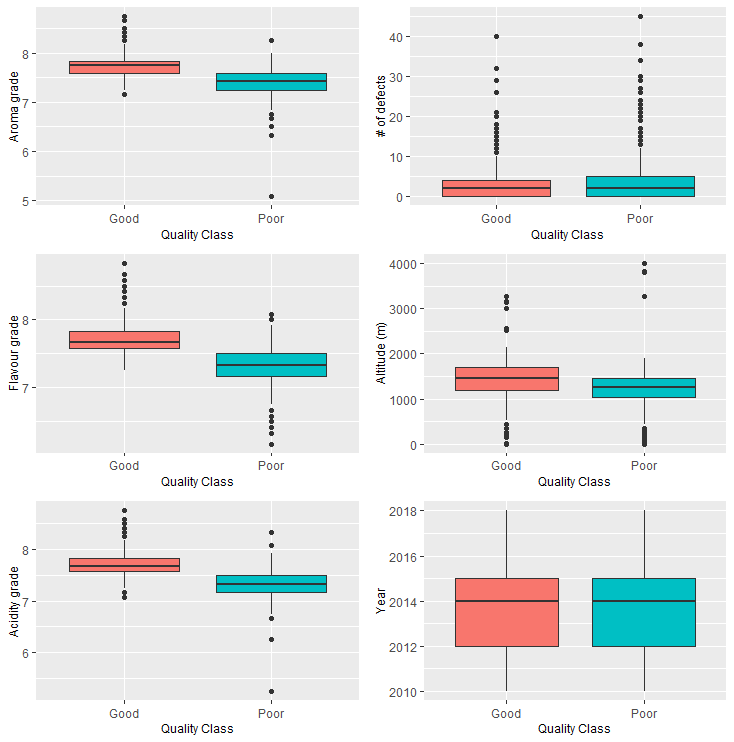 Aroma grade
8
7
6
5
Good Poor
Quality Class
# of defects
40
30
20
10
0
Good Poor
Quality Class
Flavour grade
8
7
Good Poor
Quality Class
Altitude (m)
4000
3000
2000
1000
0
Good Poor
Quality Class
Acidity grade
8
7
6
Good Poor
Quality Class
Year
2018
2016
2014
2012
2010
Good Poor
Quality Class